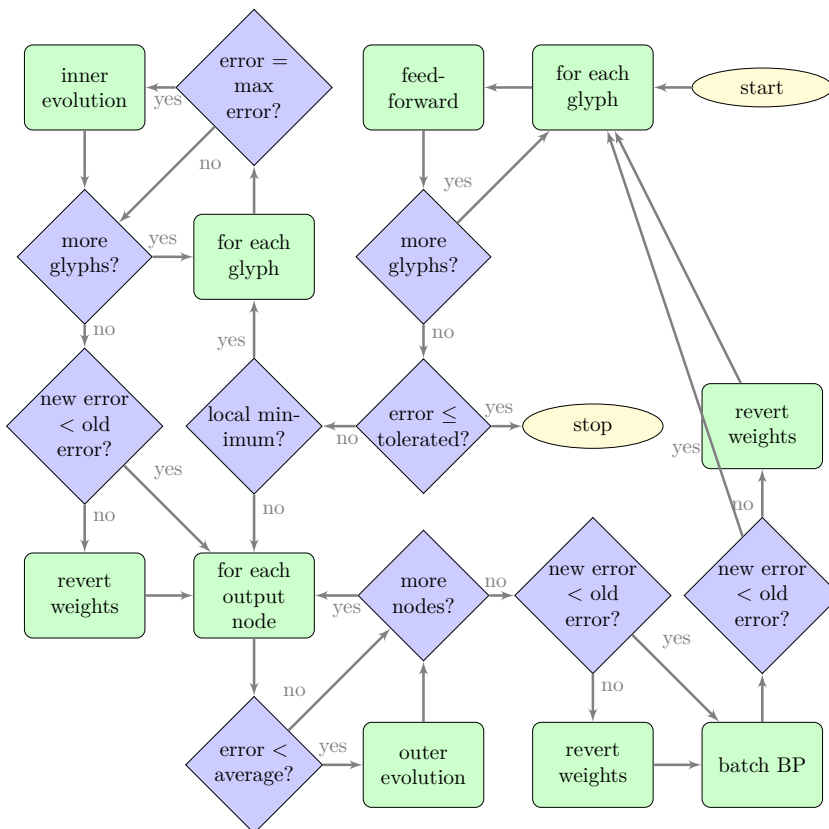 inner
evolution
yes
error =
max
error?
feed-
forward
for each
glyph
start
no
yes
more
glyphs?
yes
for each
glyph
more
glyphs?
no
yes
no
new error
< old
error?
local min-
imum?
no
error ≤
tolerated?
yes
stop
revert
weights
yes
yes
no
no
no
revert
weights
for each
output
node
yes
more
nodes?
no
new error
< old
error?
new error
< old
error?
yes
no
no
error <
average?
yes
outer
evolution
revert
weights
batch BP